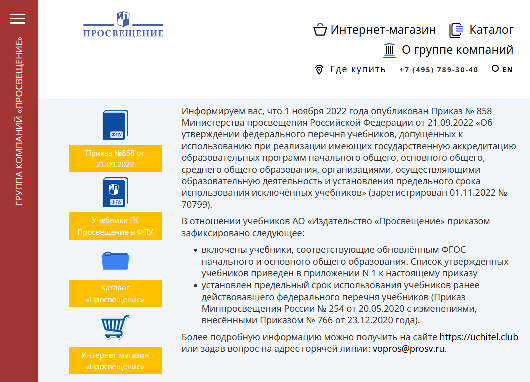 ГРУППА КОМПАНИЙ «ПРОСВЕЩЕНИЕ»
ПРОСВЕЩЕНИЕ
Интернет-магазин Каталог
О группе компаний
Где купить +7 (495) 789-30-40 EN
ФПУ
Приказ №858 от
21.09.2022
ФПУ
Учебники ГК
Просвещение в ФПУ
Каталог
«Просвещение»
Интернет магазин
«Просвещение»
Информируем вас, что 1 ноября 2022 года опубликован Приказ № 858
Министерства просвещения Российской Федерации от 21.09.2022 «Об
утверждении федерального перечня учебников, допущенных к
использованию при реализации имеющих государственную аккредитацию
образовательных программ начального общего, основного общего,
среднего общего образования, организациями, осуществляющими
образовательную деятельность и установления предельного срока
использования исключённых учебников» (зарегистрирован 01.11.2022 №
70799).
В отношении учебников АО «Издательство «Просвещение» приказом
зафиксировано следующее:
• включены учебники, соответствующие обновлённым ФГОС
начального и основного общего образования. Список утвержденных
учебников приведен в приложении N 1 к настоящему приказу
• установлен предельный срок использования учебников ранее
действовавшего федерального перечня учебников (Приказ
Минпросвещения России № 254 от 20.05.2020 с изменениями,
внесёнными Приказом № 766 от 23.12.2020 года).
Более подробную информацию можно получить на сайте https://uchitel.club
или задав вопрос на адрес горячей линии: vopros@prosv.ru.